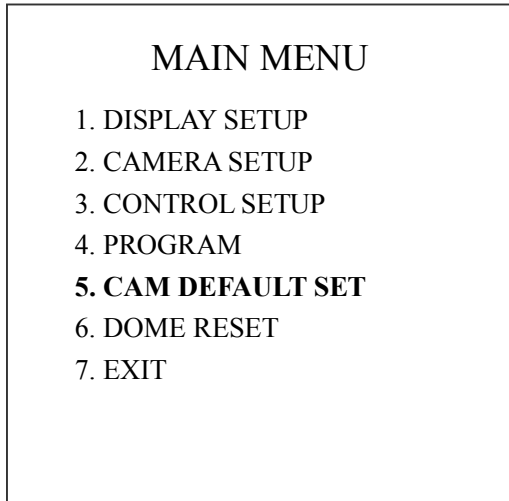 MAIN MENU
1. DISPLAY SETUP
2. CAMERA SETUP
3. CONTROL SETUP
4. PROGRAM
5. CAM DEFAULT SET
6. DOME RESET
7. EXIT